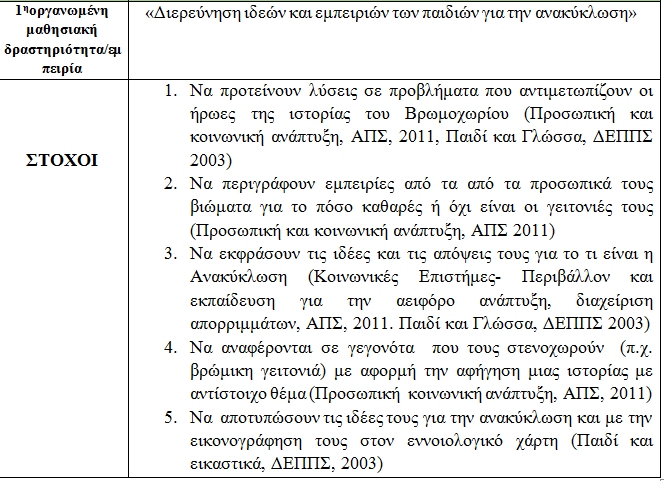 1ηοργανωμένη
μαθησιακή
δραστηριότητα/εμ
πειρία
«Διερεύνηση ιδεών και εμπειριών των παιδιών για την ανακύκλωση»
ΣΤΟΧΟΙ
1. Να προτείνουν λύσεις σε προβλήματα που αντιμετωπίζουν οι
ήρωες της ιστορίας του Βρωμοχωρίου (Προσωπική και
κοινωνική ανάπτυξη, ΑΠΣ, 2011, Παιδί και Γλώσσα, ΔΕΠΠΣ
2003)
2. Να περιγράφουν εμπειρίες από τα από τα προσωπικά τους
βιώματα για το πόσο καθαρές ή όχι είναι οι γειτονιές τους
(Προσωπική και κοινωνική ανάπτυξη, ΑΠΣ 2011)
3. Να εκφράσουν τις ιδέες και τις απόψεις τους για το τι είναι η
Ανακύκλωση (Κοινωνικές Επιστήμες- Περιβάλλον και
εκπαίδευση για την αειφόρο ανάπτυξη, διαχείριση
απορριμμάτων, ΑΠΣ, 2011. Παιδί και Γλώσσα, ΔΕΠΠΣ 2003)
4. Να αναφέρονται σε γεγονότα που τους στενοχωρούν (π.χ.
βρώμικη γειτονιά) με αφορμή την αφήγηση μιας ιστορίας με
αντίστοιχο θέμα (Προσωπική κοινωνική ανάπτυξη, ΑΠΣ, 2011)
5. Να αποτυπώσουν τις ιδέες τους για την ανακύκλωση και με την
εικονογράφηση τους στον εννοιολογικό χάρτη (Παιδί και
εικαστικά, ΔΕΠΠΣ, 2003)